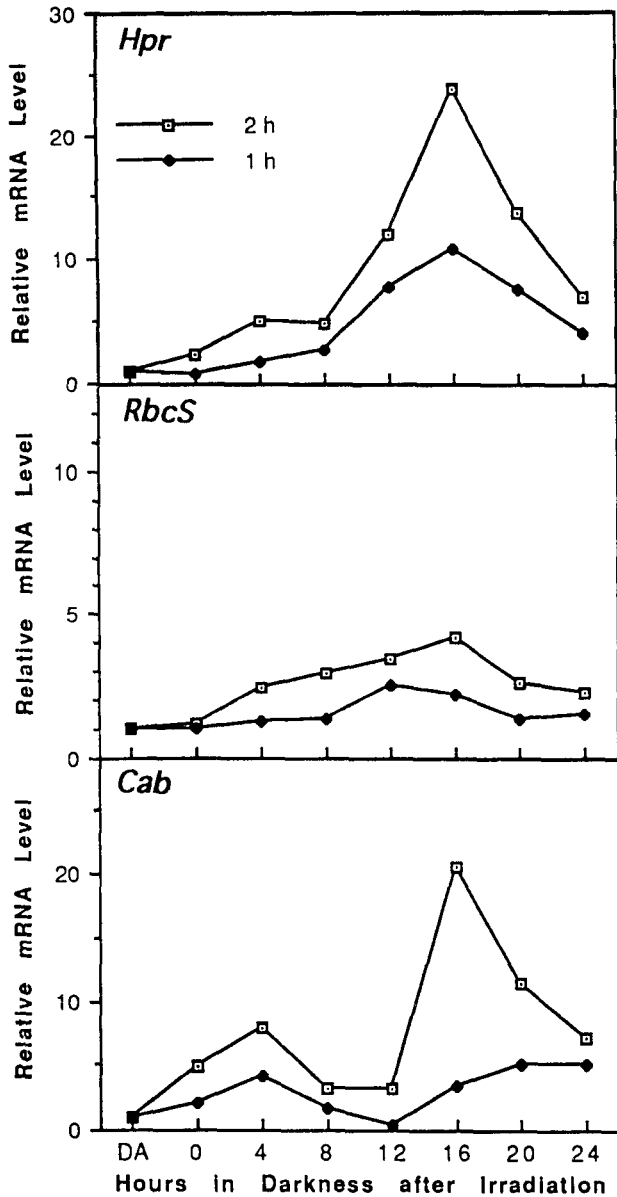 Hpr
2 h
1 h
Relative mRNA Level
30
20
10
0
RbcS
Relative mRNA Level
10
5
0
Cab
Relative mRNA Level
20
10
0
DA 0 4 8 12 16 20 24
Hours in Darkness after Irradiation